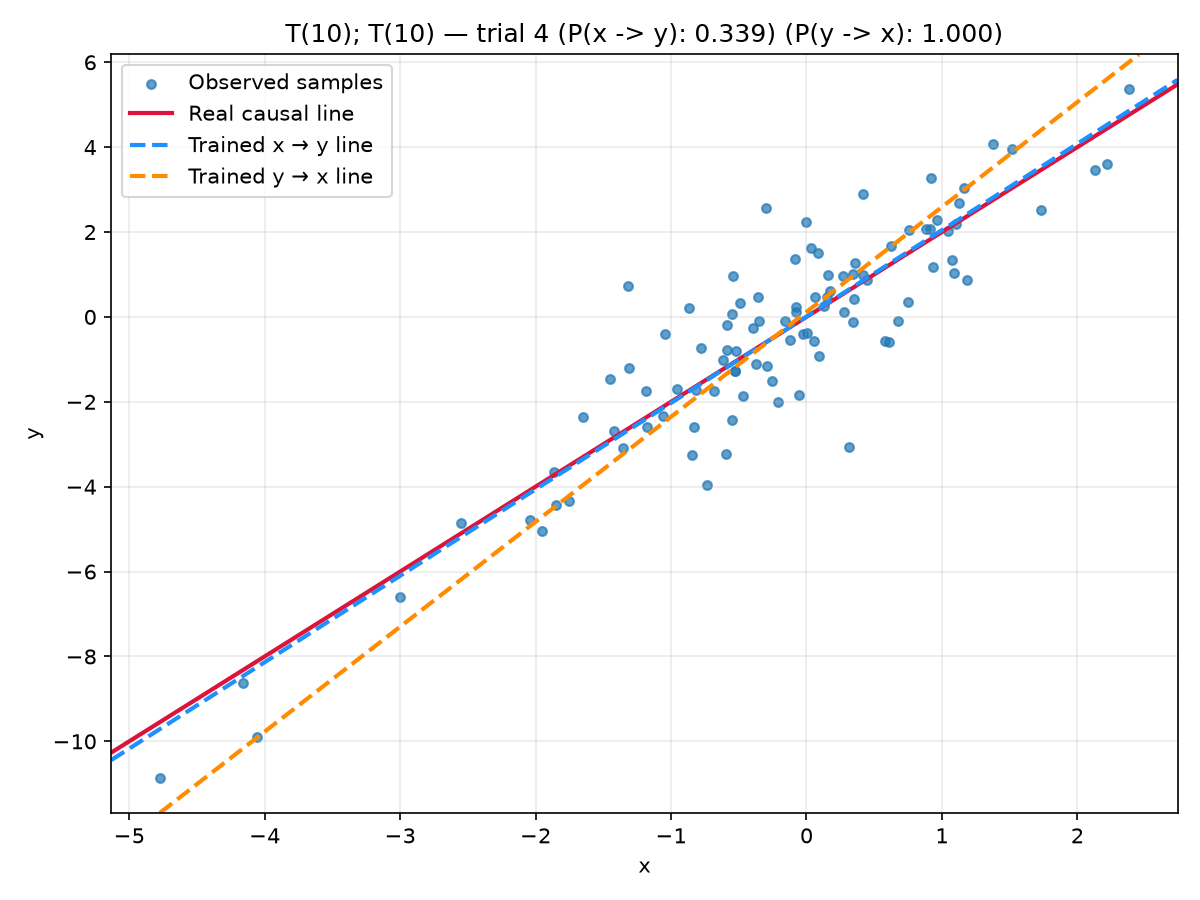 T(10); T(10) — trial 4 (P(x -> y): 0.339) (P(y -> x): 1.000)
Observed samples
Real causal line
Trained x → y line
Trained y → x line
6
4
2
0
−2
−4
−6
−8
−10
y
−5 −4 −3 −2 −1 0 1 2
x